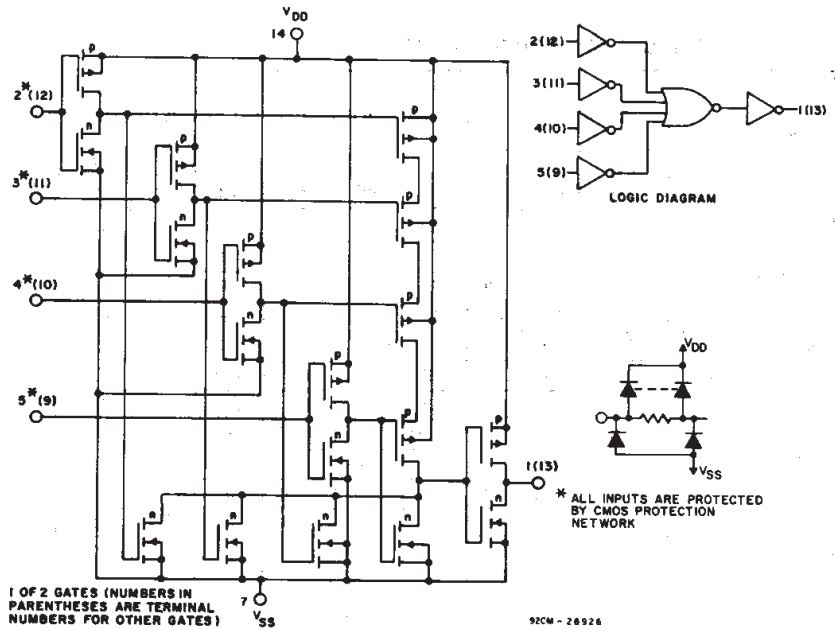 VDD
14
p
2*(12)
n
p
3*(11)
n
p
4*(10)
n
p
5*(9)
n
p
p
p
p
n
n
n
n
p
n
1(13)
7
VSS
1 OF 2 GATES (NUMBERS IN
PARENTHESES ARE TERMINAL
NUMBERS FOR OTHER GATES)
2(12)
3(11)
4(10)
5(9)
1(13)
LOGIC DIAGRAM
VDD
VSS
* ALL INPUTS ARE PROTECTED
BY CMOS PROTECTION
NETWORK
92CM-28926